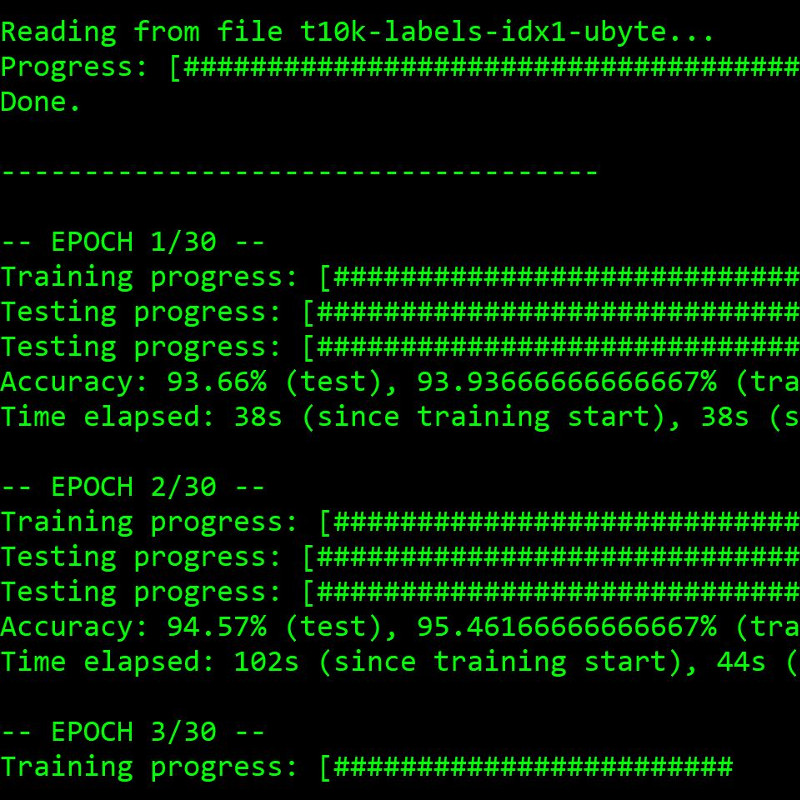 Reading from file t10k-labels-idx1-ubyte...
Progress: [#####################################
Done.
------------------------------------
-- EPOCH 1/30 --
Training progress: [############################
Testing progress: [#############################
Testing progress: [#############################
Accuracy: 93.66% (test), 93.93666666666667% (tra
Time elapsed: 38s (since training start), 38s (s
-- EPOCH 2/30 --
Training progress: [############################
Testing progress: [#############################
Testing progress: [#############################
Accuracy: 94.57% (test), 95.46166666666667% (tra
Time elapsed: 102s (since training start), 44s (
-- EPOCH 3/30 --
Training progress: [########################